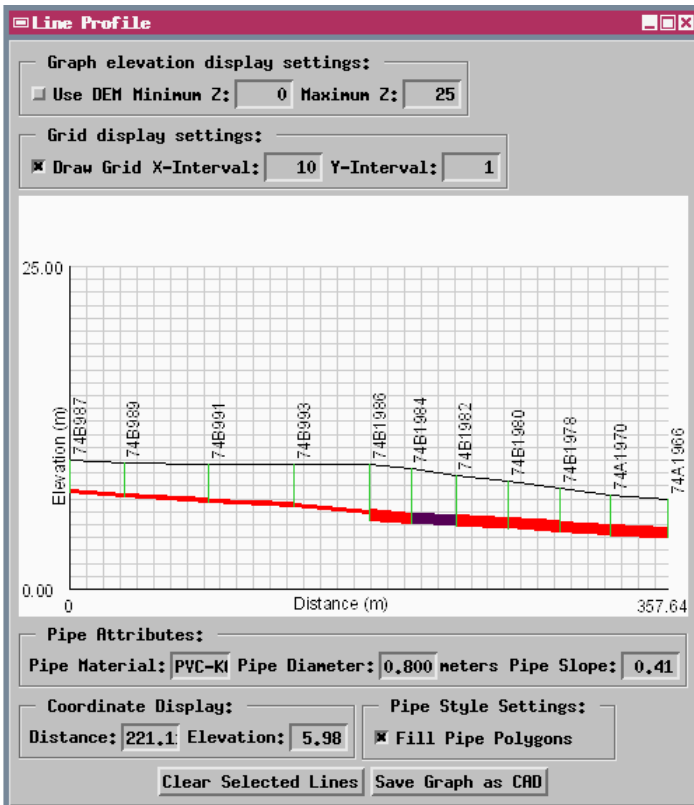 Line Profile
Graph elevation display settings:
Use DEM Minimum Z: 0 Maximum Z: 25
Grid display settings:
Draw Grid X-Interval: 10 Y-Interval: 1
25.00
Elevation (m)
74B987
74B989
74B991
74B993
74B1986
74B1984
74B1982
74B1980
74B1978
74A1970
74A1966
0.00
0 Distance (m) 357.64
Pipe Attributes:
Pipe Material: PVC-K Pipe Diameter: 0.800 meters Pipe Slope: 0.41
Coordinate Display:
Distance: 221.1 Elevation: 5.98
Pipe Style Settings:
Fill Pipe Polygons
Clear Selected Lines Save Graph as CAD